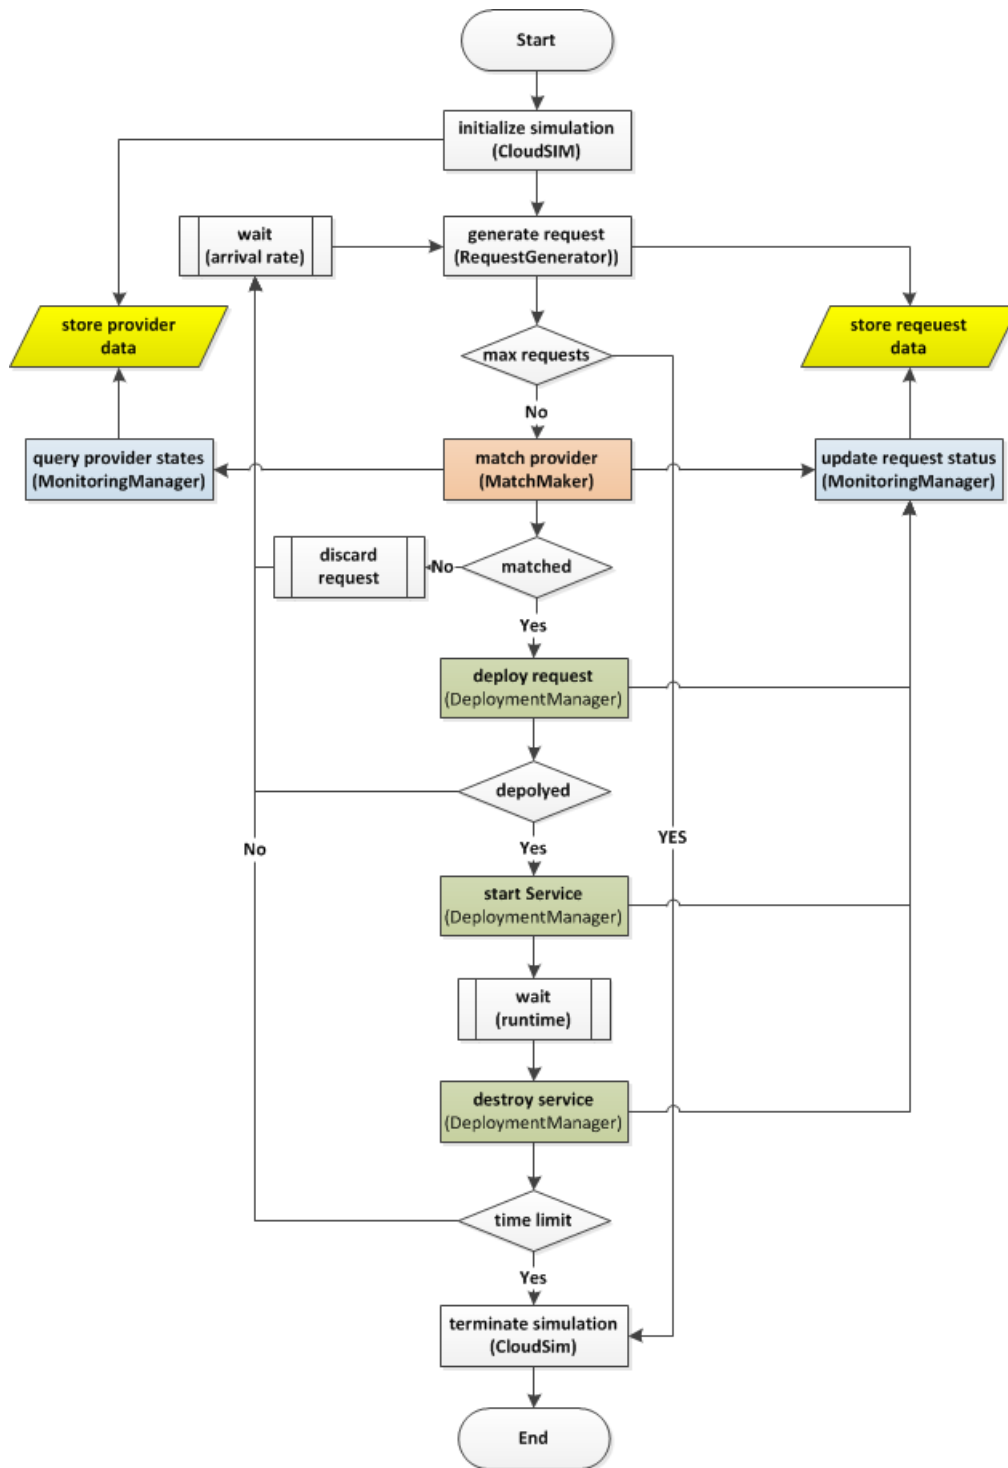 Start
initialize simulation
(CloudSIM)
wait
(arrival rate)
generate request
(RequestGenerator))
store provider
data
max requests
store reqeuest
data
No
query provider states
(MonitoringManager)
match provider
(MatchMaker)
update request status
(MonitoringManager)
discard
request
No
matched
Yes
deploy request
(DeploymentManager)
depolyed
No
Yes
YES
start Service
(DeploymentManager)
wait
(runtime)
destroy service
(DeploymentManager)
time limit
Yes
terminate simulation
(CloudSim)
End